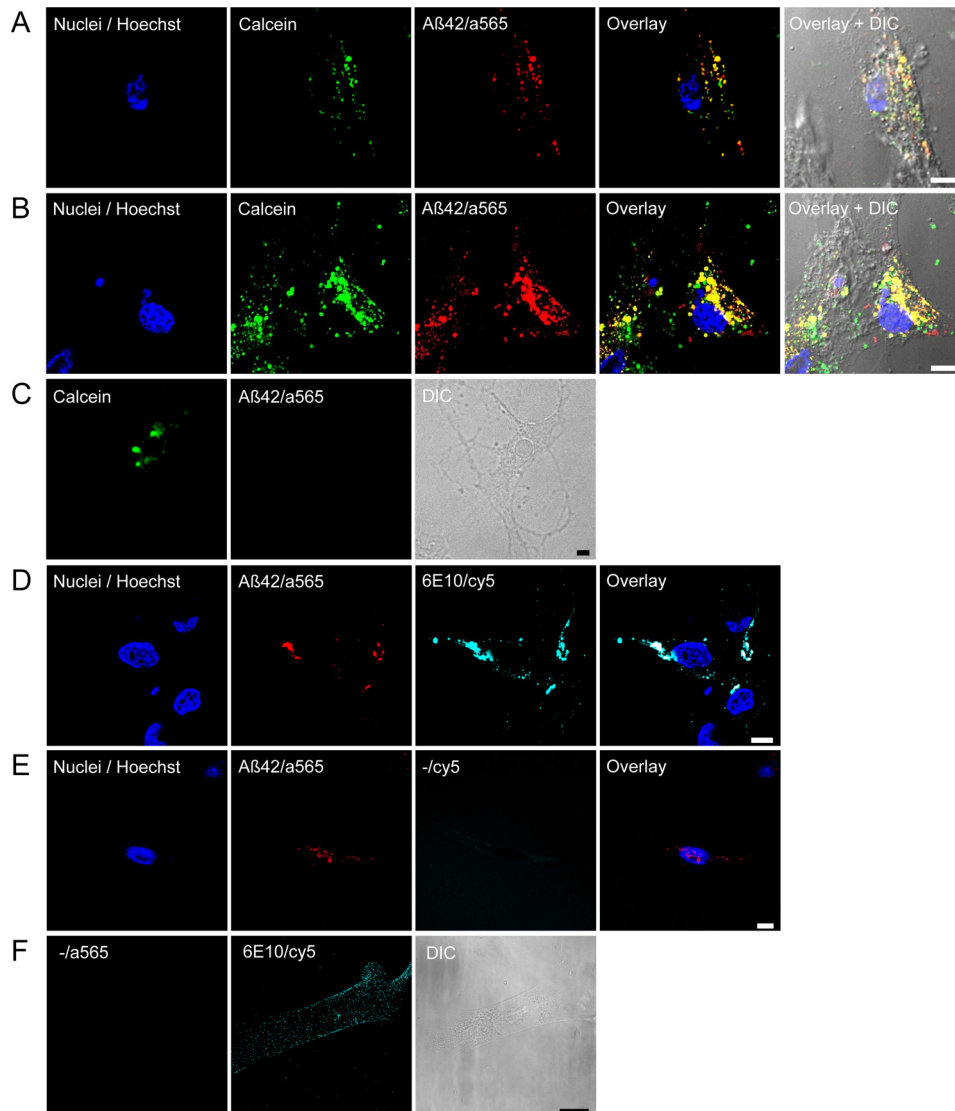 A
Nuclei / Hoechst
Calcein
Aß42/a565
Overlay
Overlay + DIC
B
Nuclei / Hoechst
Calcein
Aß42/a565
Overlay
Overlay + DIC
C
Calcein
Aß42/a565
DIC
D
Nuclei / Hoechst
Aß42/a565
6E10/cy5
Overlay
E
Nuclei / Hoechst
Aß42/a565
-/cy5
Overlay
F
-/a565
6E10/cy5
DIC